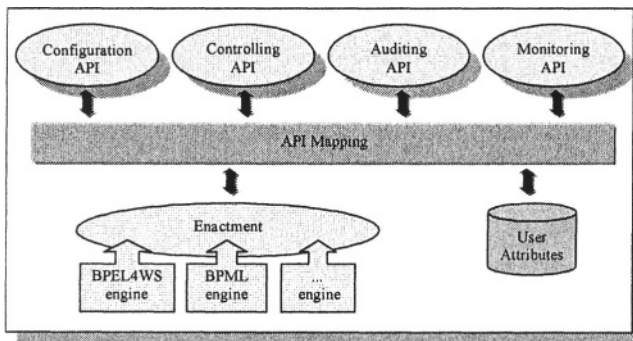 Configuration
API
Controlling
API
Auditing
API
Monitoring
API
API Mapping
Enactment
User
Attributes
BPEL4WS
engine
BPML
engine
...
engine